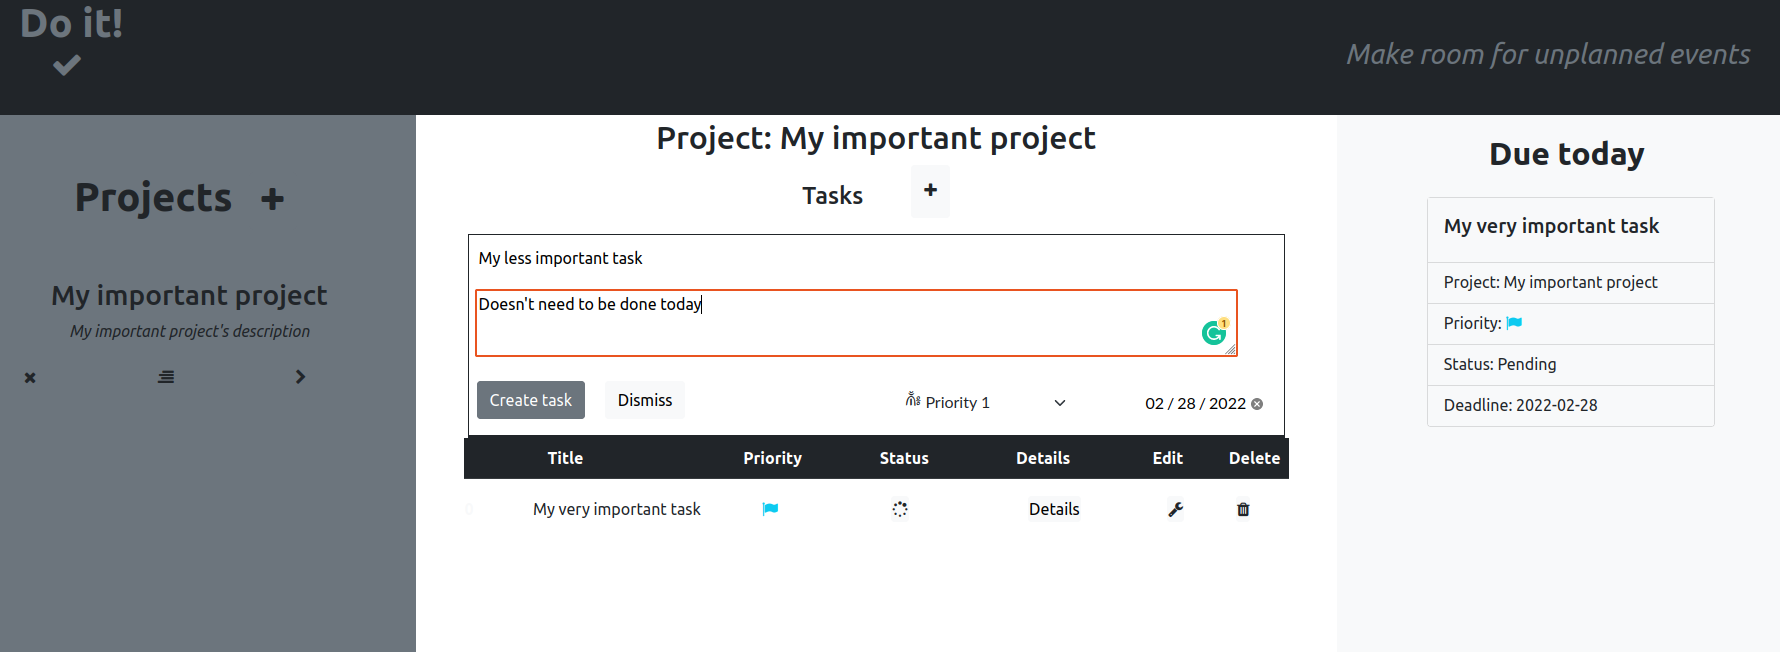 Do it!
Make room for unplanned events
Projects
My important project
My important project's description
Project: My important project
Tasks
My less important task
Doesn't need to be done today
1
Create task
Dismiss
Priority 1
02 / 28 / 2022
Title Priority Status Details Edit Delete
0 My very important task Details
Due today
My very important task
Project: My important project
Priority:
Status: Pending
Deadline: 2022-02-28